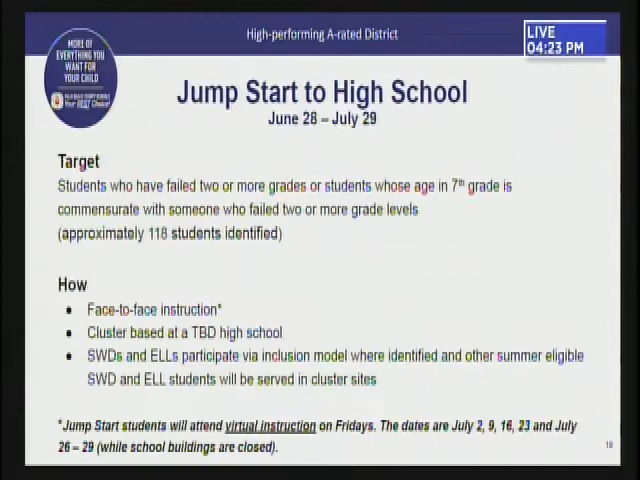 High-performing A-rated District
LIVE
04:23 PM
MORE OF
EVERYTHING YOU
WANT FOR
YOUR CHILD
Your BEST Choice!
Jump Start to High School
June 28 – July 29
Target
Students who have failed two or more grades or students whose age in 7th grade is
commensurate with someone who failed two or more grade levels
(approximately 118 students identified)
How
• Face-to-face instruction*
• Cluster based at a TBD high school
• SWDs and ELLs participate via inclusion model where identified and other summer eligible
SWD and ELL students will be served in cluster sites
*Jump Start students will attend virtual instruction on Fridays. The dates are July 2, 9, 16, 23 and July
26 – 29 (while school buildings are closed).